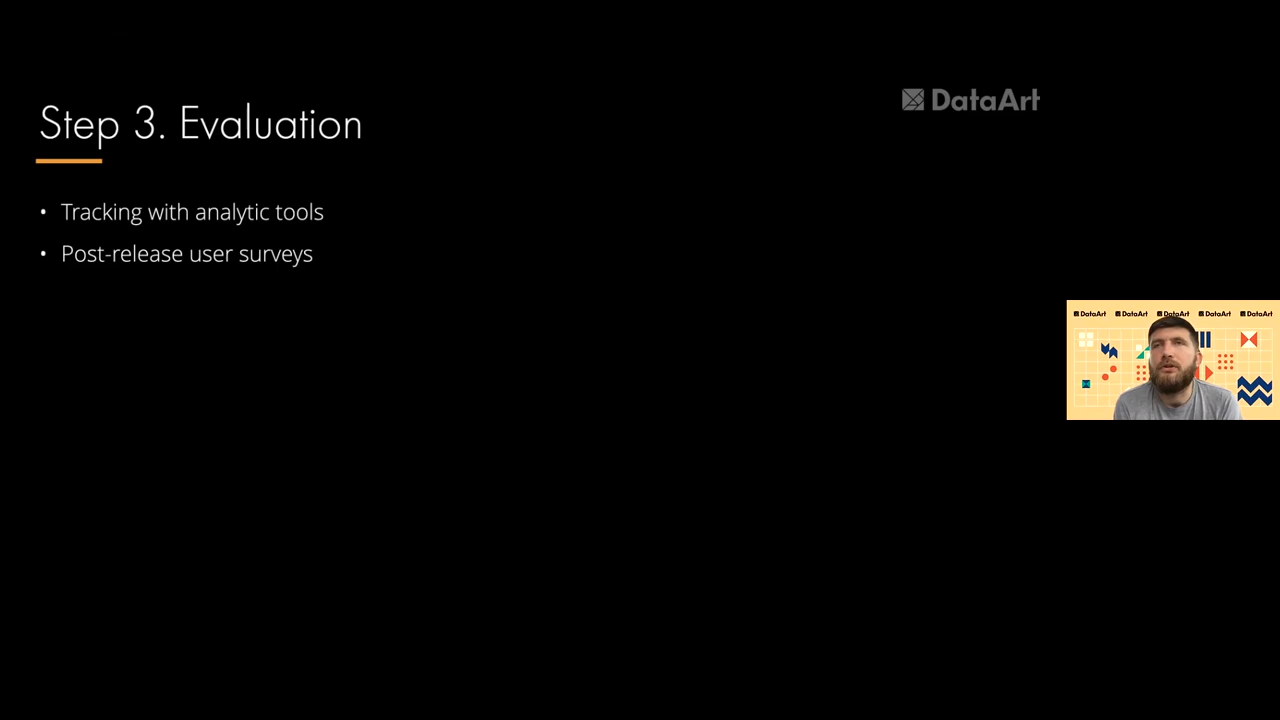 DataArt
Step 3. Evaluation
• Tracking with analytic tools
• Post-release user surveys
DataArt DataArt DataArt DataArt DataArt